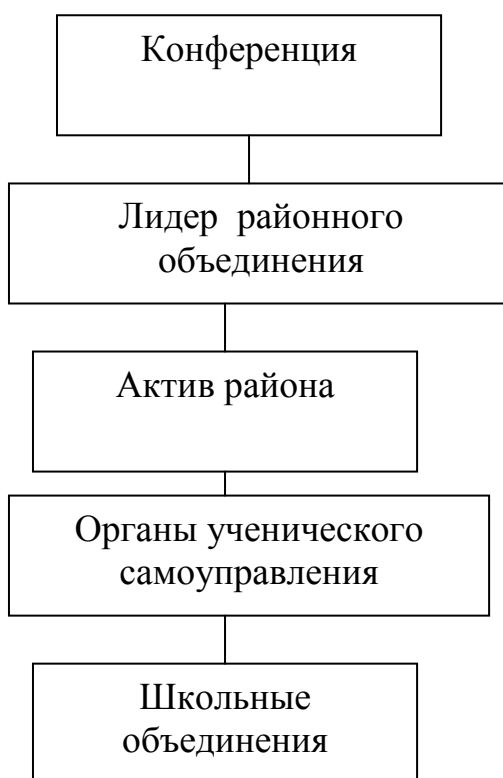 Конференция
Лидер районного
объединения
Актив района
Органы ученического
самоуправления
Школьные
объединения